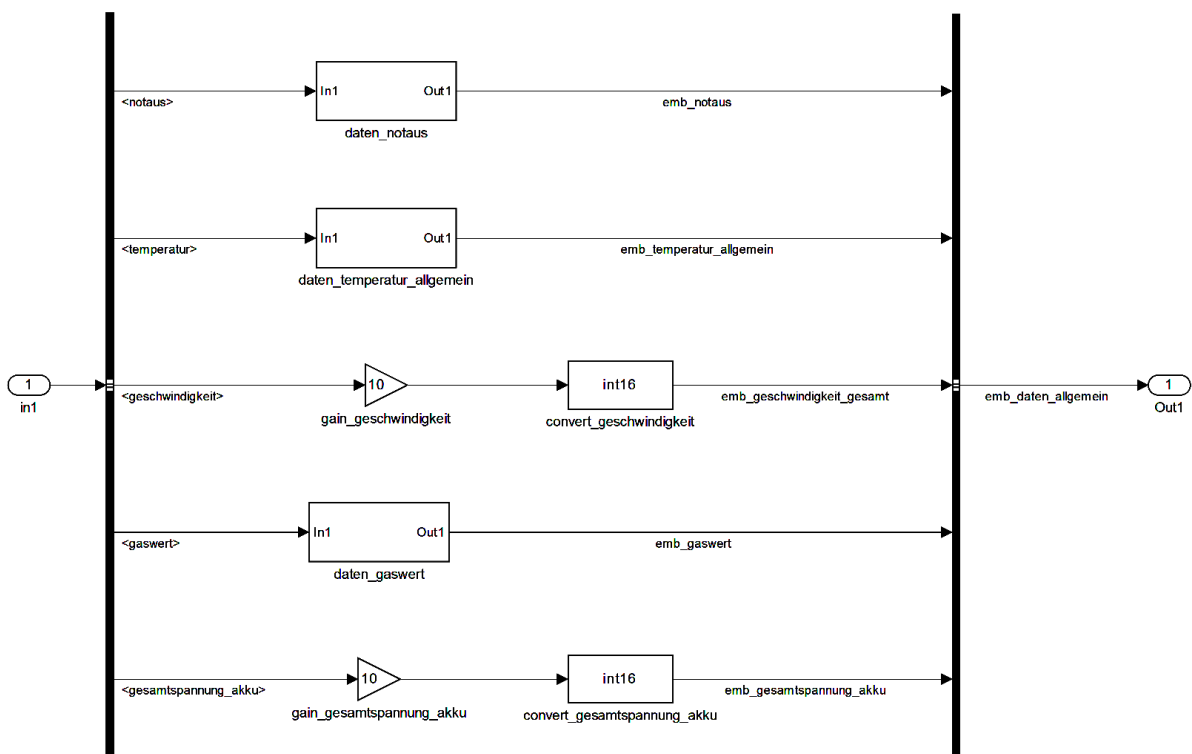 In1 Out1
<notaus> emb_notaus
daten_notaus
In1 Out1
<temperatur> emb_temperatur_allgemein
daten_temperatur_allgemein
1 10 int16 1
<geschwindigkeit> emb_geschwindigkeit_gesamt emb_daten_allgemein
in1 gain_geschwindigkeit convert_geschwindigkeit Out1
In1 Out1
<gaswert> emb_gaswert
daten_gaswert
10 int16
<gesamtspannung_akku> emb_gesamtspannung_akku
gain_gesamtspannung_akku convert_gesamtspannung_akku